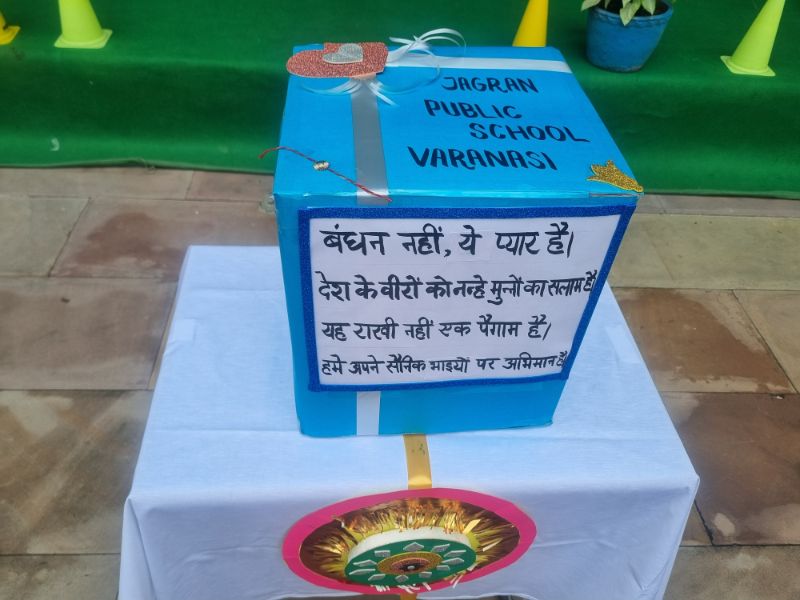 JAGRAN
PUBLIC
SCHOOL
VARANASI
बंधन नहीं, ये प्यार है।
देश के वीरों को नन्हे मुन्नों का सलाम है।
यह राखी नहीं एक पैगाम है।
हमे अपने सैनिक भाइयों पर अभिमान है।